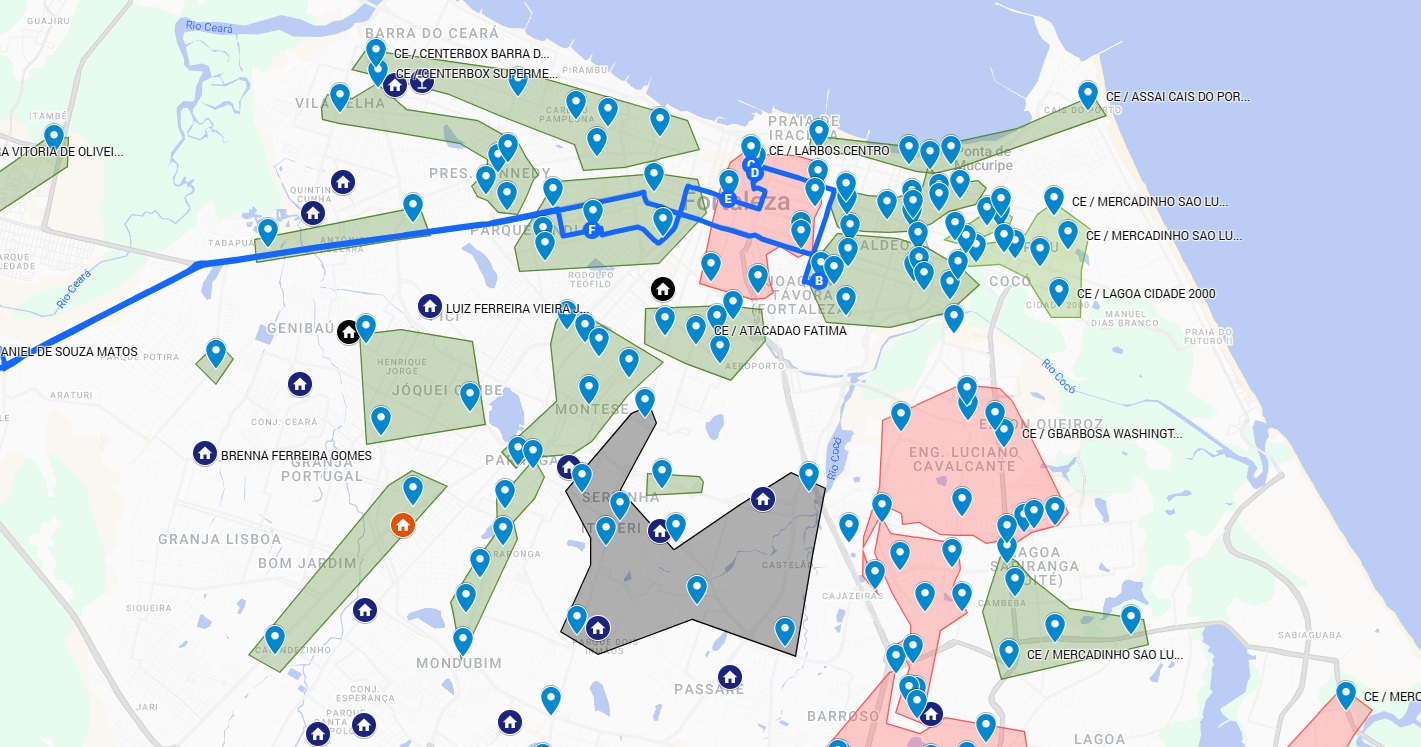 GUAJIRU
Rio Ceará
BARRA DO CEARÁ
CE / CENTERBOX BARRA D...
CE / CENTERBOX SUPERME...
PIRAMBU
VILA VELHA
CE / ASSAI CAIS DO POR...
CAIS DO PORTO
ITAMBÉ
PRAIA DE
IRACEMA
RA VITORIA DE OLIVEI...
CE / LARBOS CENTRO
Ponta de
Mucuripe
PRES. KENNEDY
QUINTINO
CUNHA
Fortaleza
CE / MERCADINHO SAO LU...
TABAPUÁ
ANTÔNIO
BEZERRA
CE / MERCADINHO SAO LU...
RODOLFO
TEÓFILO
COCÓ
CIDADE 2000
CE / LAGOA CIDADE 2000
Rio Ceará
JOAQUIM
TÁVORA
(FORTALEZA)
LUIZ FERREIRA VIEIRA J...
PICI
MANUEL
DIAS BRANCO
GENIBAÚ
CE / ATACADAO FATIMA
PRAIA DO
FUTURO II
ANIEL DE SOUZA MATOS
PARQUE POTIRA
HENRIQUE
JORGE
AEROPORTO
Rio Cocó
JÓQUEI CLUBE
ARATURI
MONTESE
CONJ. CEARÁ
EDSON QUEIROZ
CE / GBARBOSA WASHINGT...
BRENNA FERREIRA GOMES
GRANJA
PORTUGAL
ENG. LUCIANO
CAVALCANTE
Rio Cocó
SERRINHA
ITAPERI
GRANJA LISBOA
BOM JARDIM
CASTELÃO
LAGOA
SAPIRANGA
(COITÉ)
CAJAZEIRAS
CAMBEBA
SIQUEIRA
SABIAGUABA
CANINDEZINHO
PARQUE DOIS
IRMÃOS
CE / MERCADINHO SAO LU...
MONDUBIM
PASSARÉ
CONJ.
ESPERANÇA
CE / MERC
JARI
PARQUE
SANTA
BARROSO
LAGOA